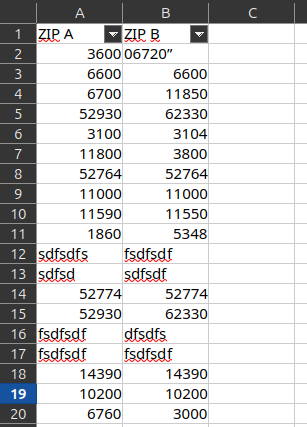 A B C
1 ZIP A ZIP B
2 3600 06720”
3 6600 6600
4 6700 11850
5 52930 62330
6 3100 3104
7 11800 3800
8 52764 52764
9 11000 11000
10 11590 11550
11 1860 5348
12 sdfsdfs fsdfsdf
13 sdfsd sdfsdf
14 52774 52774
15 52930 62330
16 fsdfsdf dfsdfs
17 fsdfsdf fsdfsdf
18 14390 14390
19 10200 10200
20 6760 3000